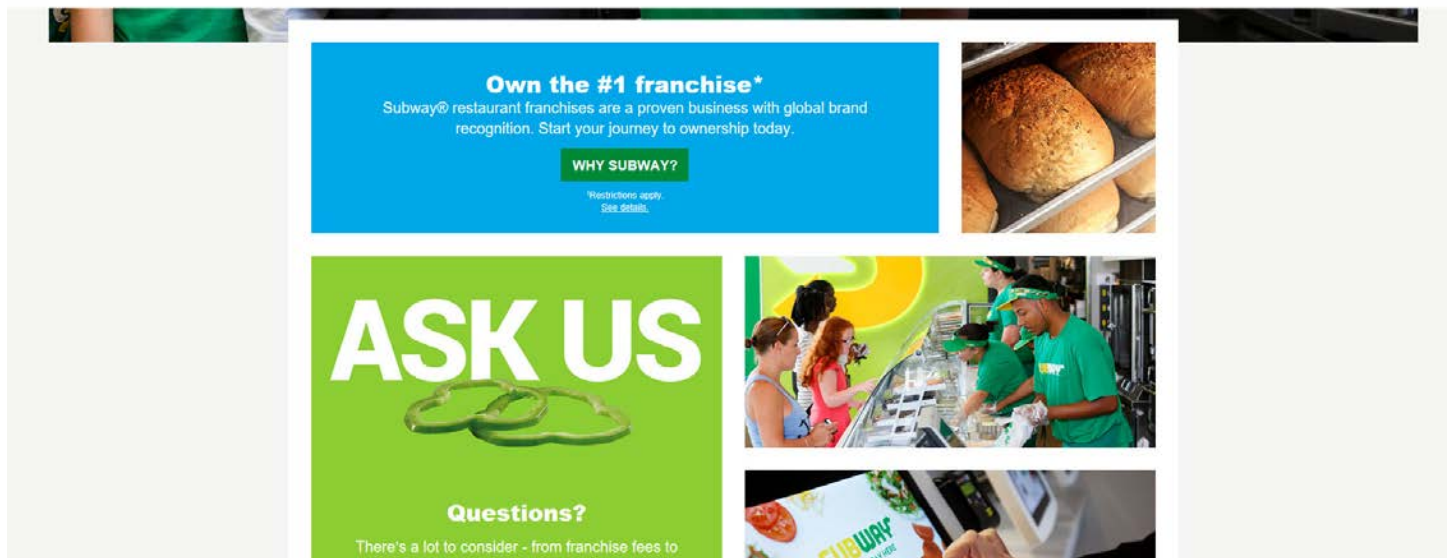 Own the #1 franchise*
Subway® restaurant franchises are a proven business with global brand
recognition. Start your journey to ownership today.
WHY SUBWAY?
*Restrictions apply.
See details.
ASK US
SUBWAY
Questions?
There's a lot to consider - from franchise fees to
SUBWAY